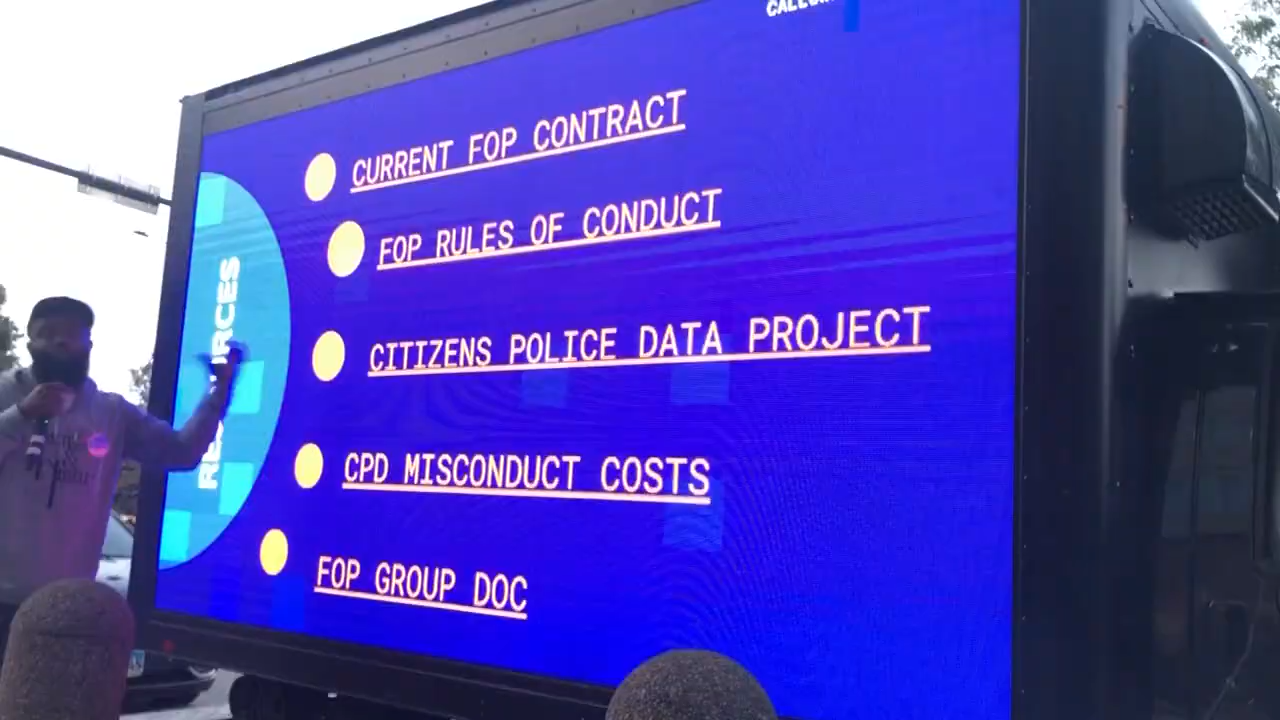 CURRENT FOP CONTRACT
FOP RULES OF CONDUCT
CITIZENS POLICE DATA PROJECT
CPD MISCONDUCT COSTS
FOP GROUP DOC